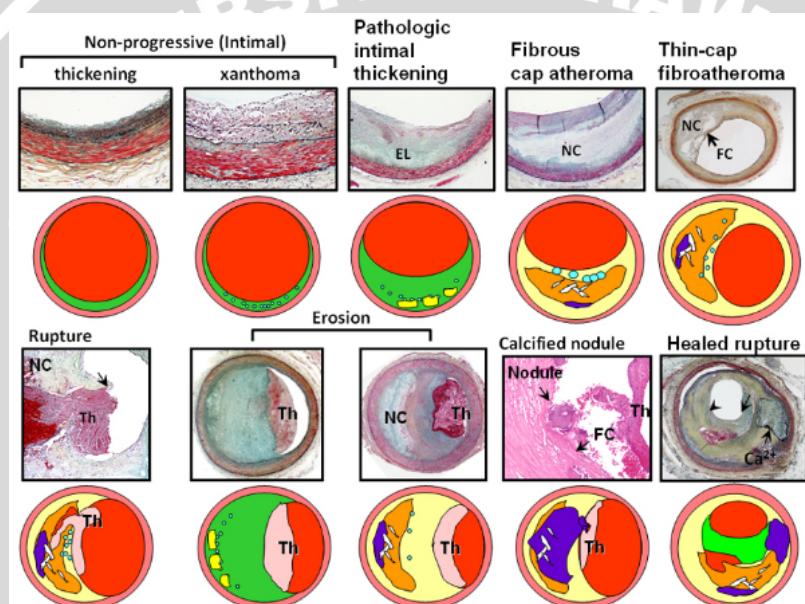 Non-progressive (Intimal)
thickening
xanthoma
Pathologic
intimal
thickening
Fibrous
cap atheroma
Thin-cap
fibroatheroma
EL
NC
NC
FC
Rupture
Erosion
Calcified nodule
Healed rupture
NC
Th
Th
NC
Th
Nodule
FC
Th
Ca2+
Th
Th
Th
Th